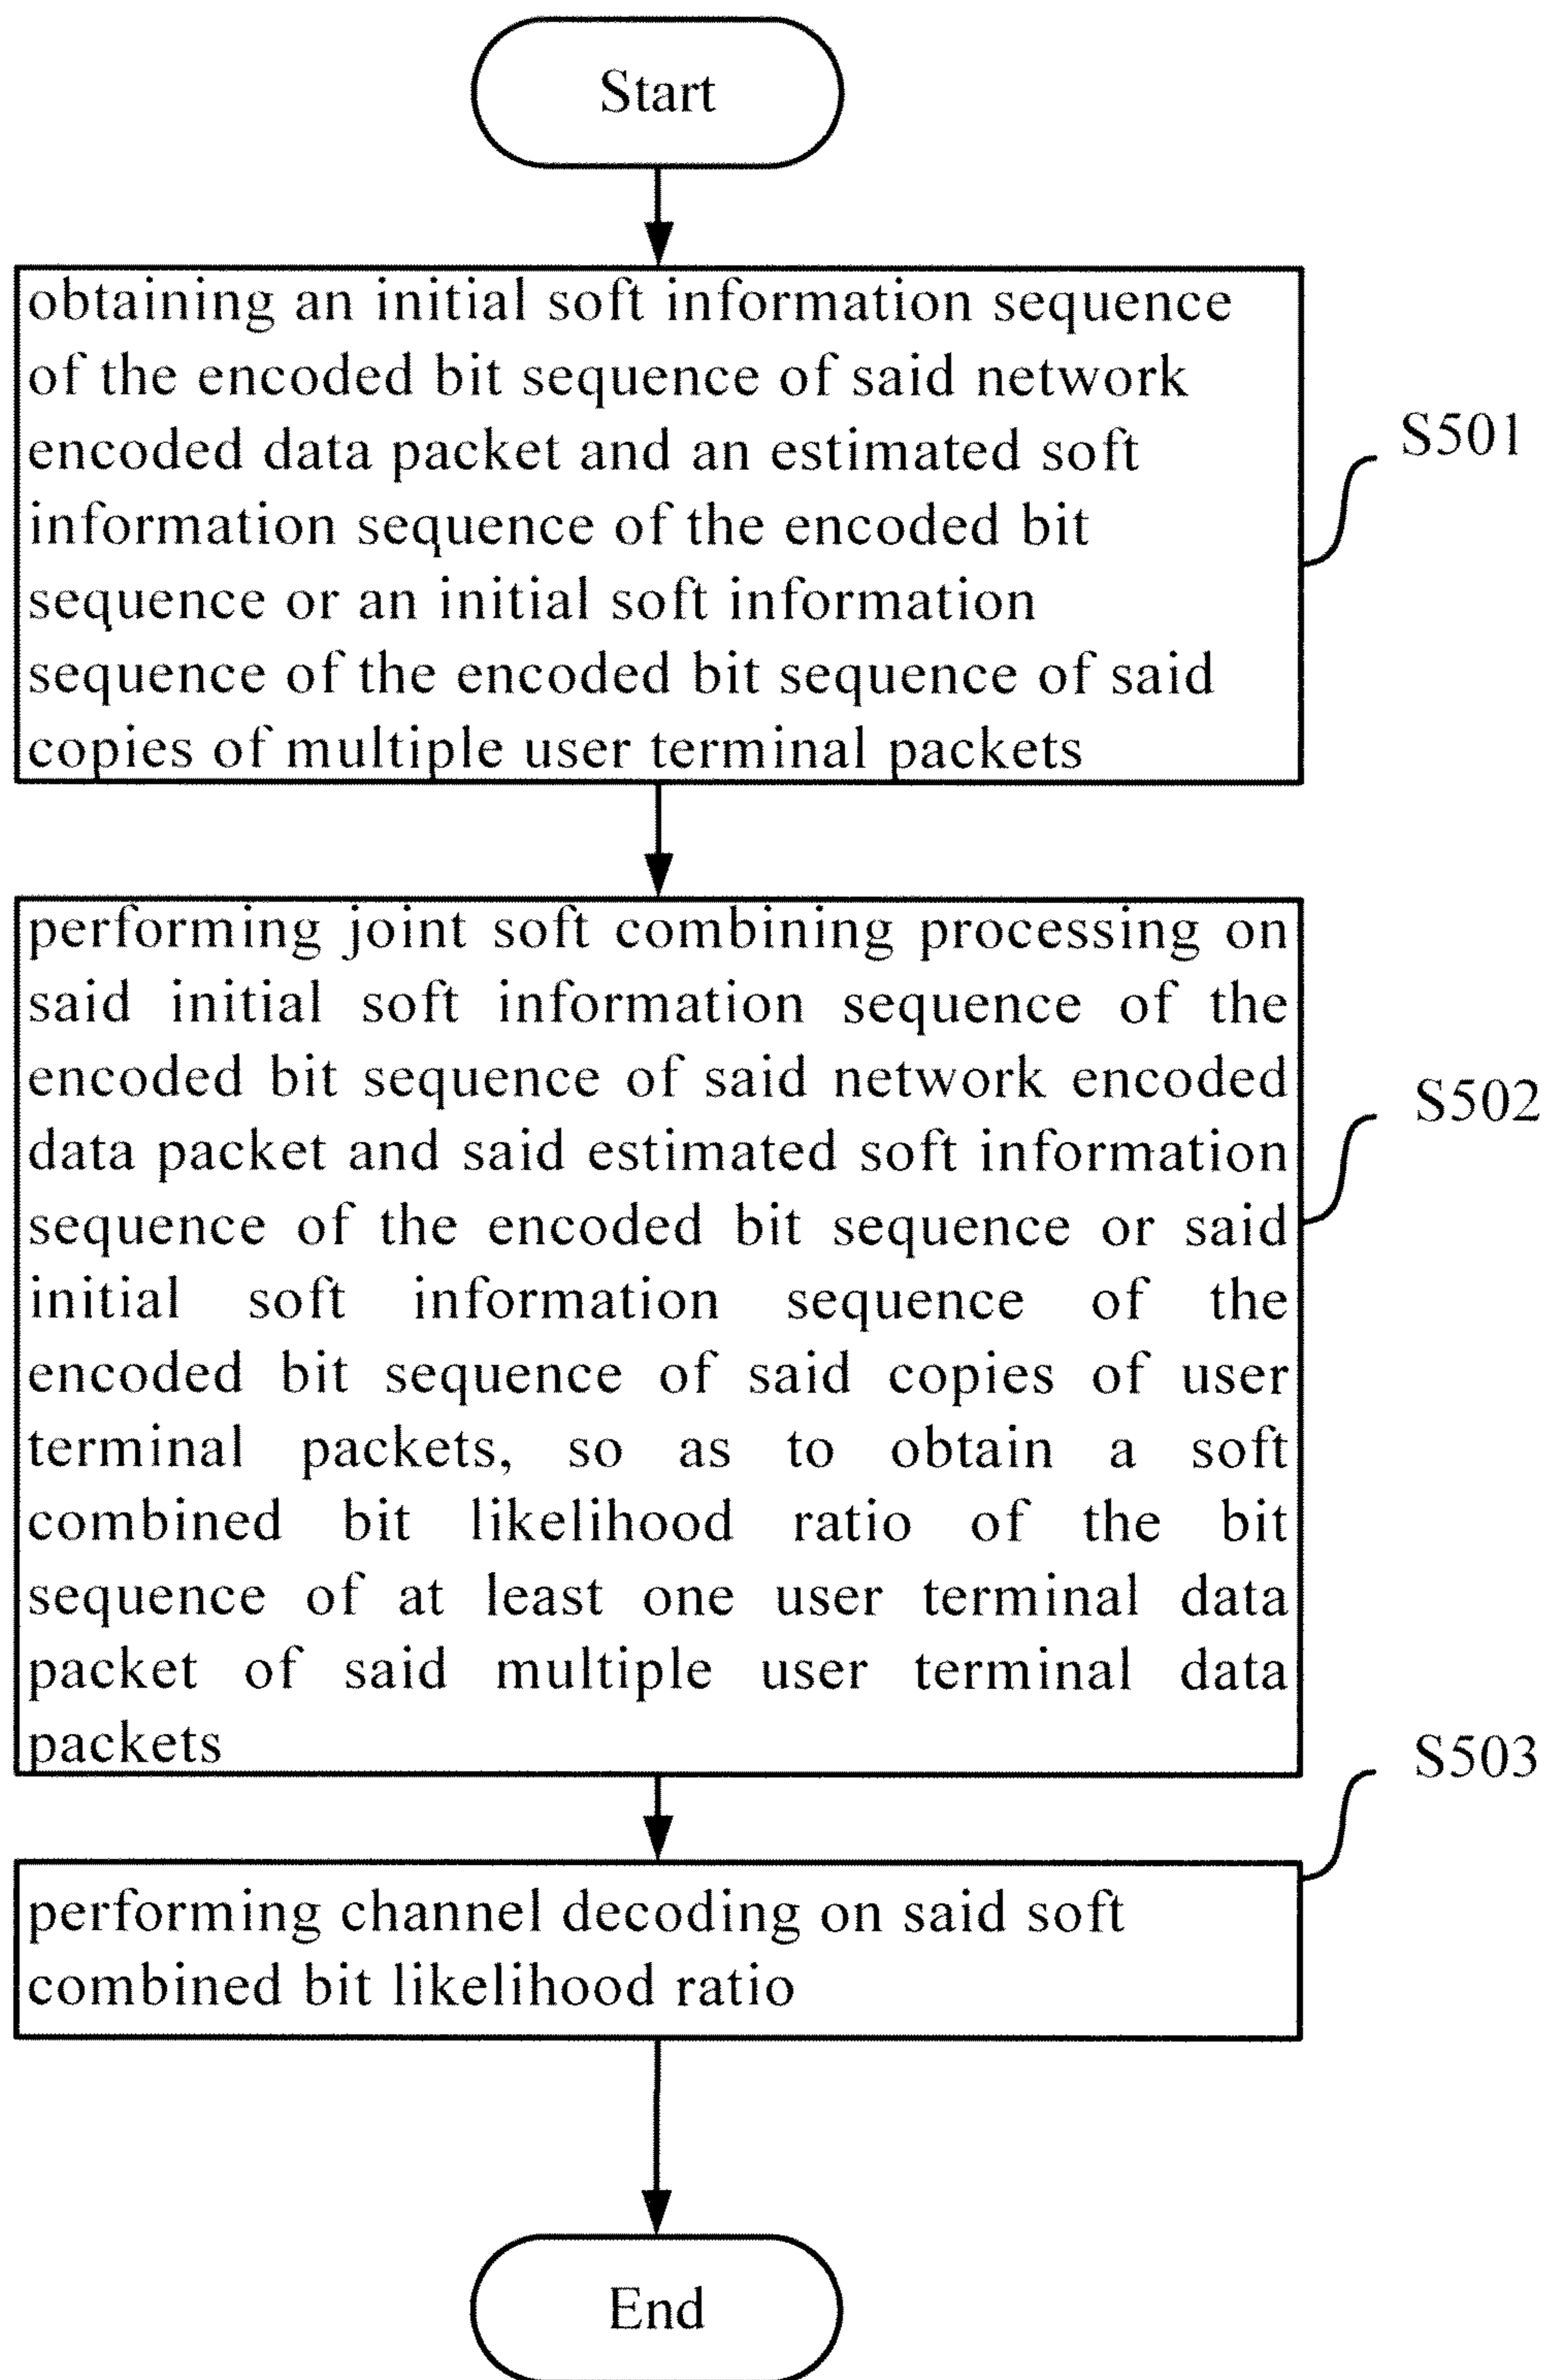 Start
obtaining an initial soft information sequence
of the encoded bit sequence of said network
encoded data packet and an estimated soft
information sequence of the encoded bit
sequence or an initial soft information
sequence of the encoded bit sequence of said
copies of multiple user terminal packets
S501
performing joint soft combining processing on
said initial soft information sequence of the
encoded bit sequence of said network encoded
data packet and said estimated soft information
sequence of the encoded bit sequence or said
initial soft information sequence of the
encoded bit sequence of said copies of user
terminal packets, so as to obtain a soft
combined bit likelihood ratio of the bit
sequence of at least one user terminal data
packet of said multiple user terminal data
packets
S502
performing channel decoding on said soft
combined bit likelihood ratio
S503
End